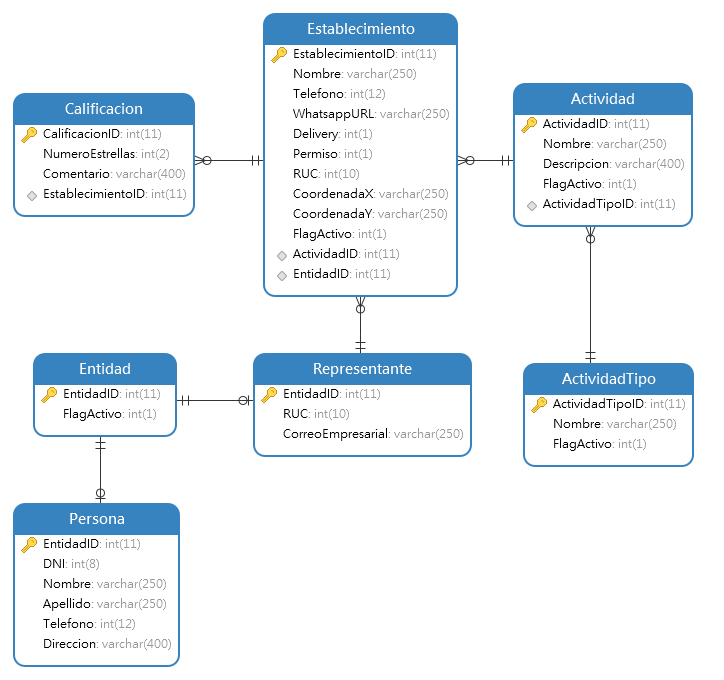 Establecimiento
EstablecimientoID: int(11)
Nombre: varchar(250)
Telefono: int(12)
WhatsappURL: varchar(250)
Delivery: int(1)
Permiso: int(1)
RUC: int(10)
CoordenadaX: varchar(250)
CoordenadaY: varchar(250)
FlagActivo: int(1)
ActividadID: int(11)
EntidadID: int(11)
Calificacion
CalificacionID: int(11)
NumeroEstrellas: int(2)
Comentario: varchar(400)
EstablecimientoID: int(11)
Actividad
ActividadID: int(11)
Nombre: varchar(250)
Descripcion: varchar(400)
FlagActivo: int(1)
ActividadTipoID: int(11)
Entidad
EntidadID: int(11)
FlagActivo: int(1)
Representante
EntidadID: int(11)
RUC: int(10)
CorreoEmpresarial: varchar(250)
ActividadTipo
ActividadTipoID: int(11)
Nombre: varchar(250)
FlagActivo: int(1)
Persona
EntidadID: int(11)
DNI: int(8)
Nombre: varchar(250)
Apellido: varchar(250)
Telefono: int(12)
Direccion: varchar(400)